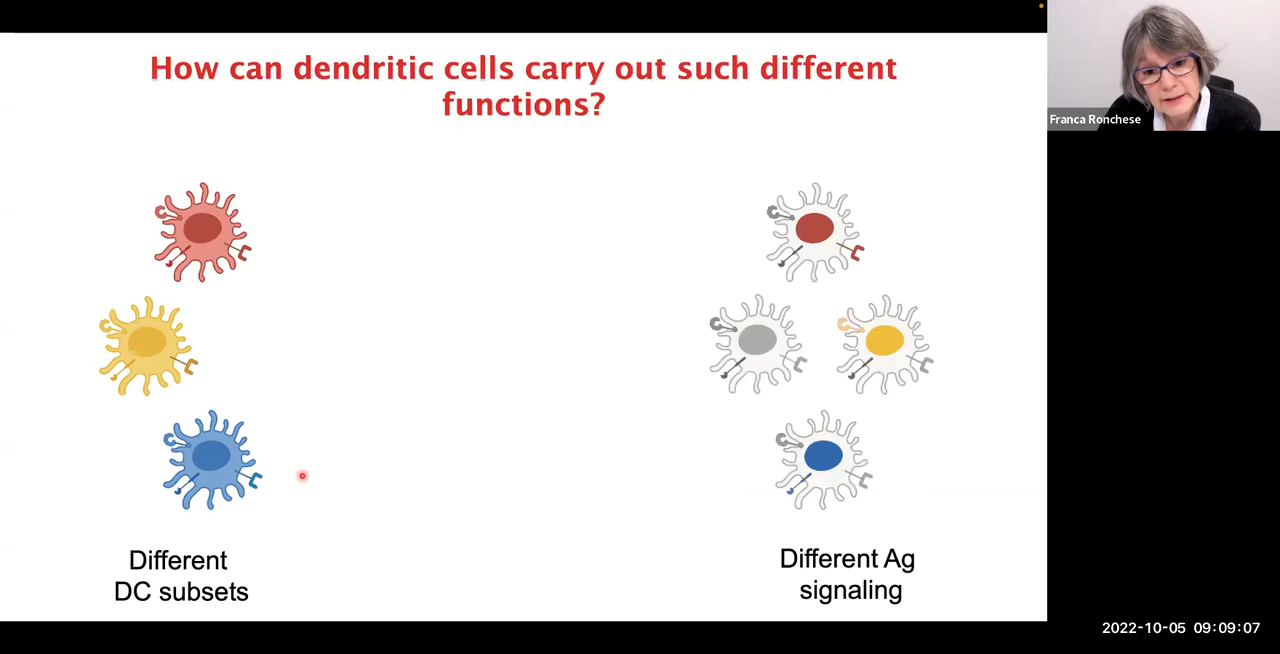 How can dendritic cells carry out such different
functions?
Franca Ronchese
Different
DC subsets
Different Ag
signaling
2022-10-05 09:09:07